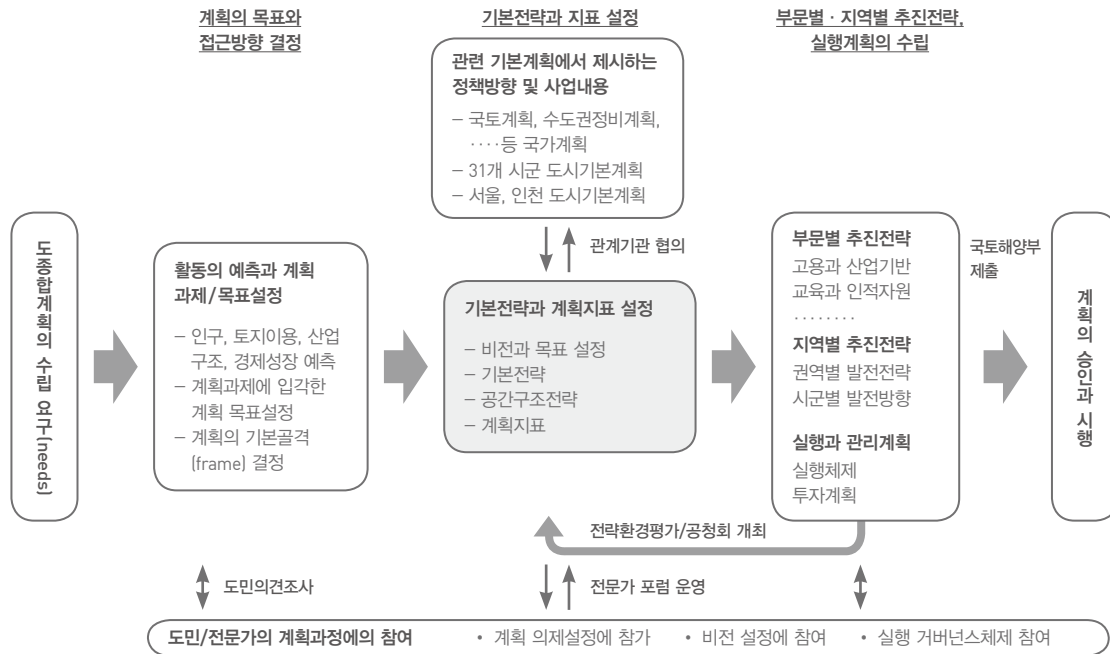 계획의 목표와
접근방향 결정
기본전략과 지표 설정
부문별 · 지역별 추진전략,
실행계획의 수립
관련 기본계획에서 제시하는
정책방향 및 사업내용
– 국토계획, 수도권정비계획,
····등 국가계획
– 31개 시군 도시기본계획
– 서울, 인천 도시기본계획
관계기관 협의
도종합계획의 수립 여구(needs)
활동의 예측과 계획
과제/목표설정
– 인구, 토지이용, 산업
구조, 경제성장 예측
– 계획과제에 입각한
계획 목표설정
– 계획의 기본골격
(frame) 결정
기본전략과 계획지표 설정
– 비전과 목표 설정
– 기본전략
– 공간구조전략
– 계획지표
부문별 추진전략
고용과 산업기반
교육과 인적자원
········
지역별 추진전략
권역별 발전전략
시군별 발전방향
실행과 관리계획
실행체제
투자계획
국토해양부
제출
계획의 승인과 시행
전략환경평가/공청회 개최
도민의견조사
전문가 포럼 운영
도민/전문가의 계획과정에의 참여
• 계획 의제설정에 참가
• 비전 설정에 참여
• 실행 거버넌스체제 참여